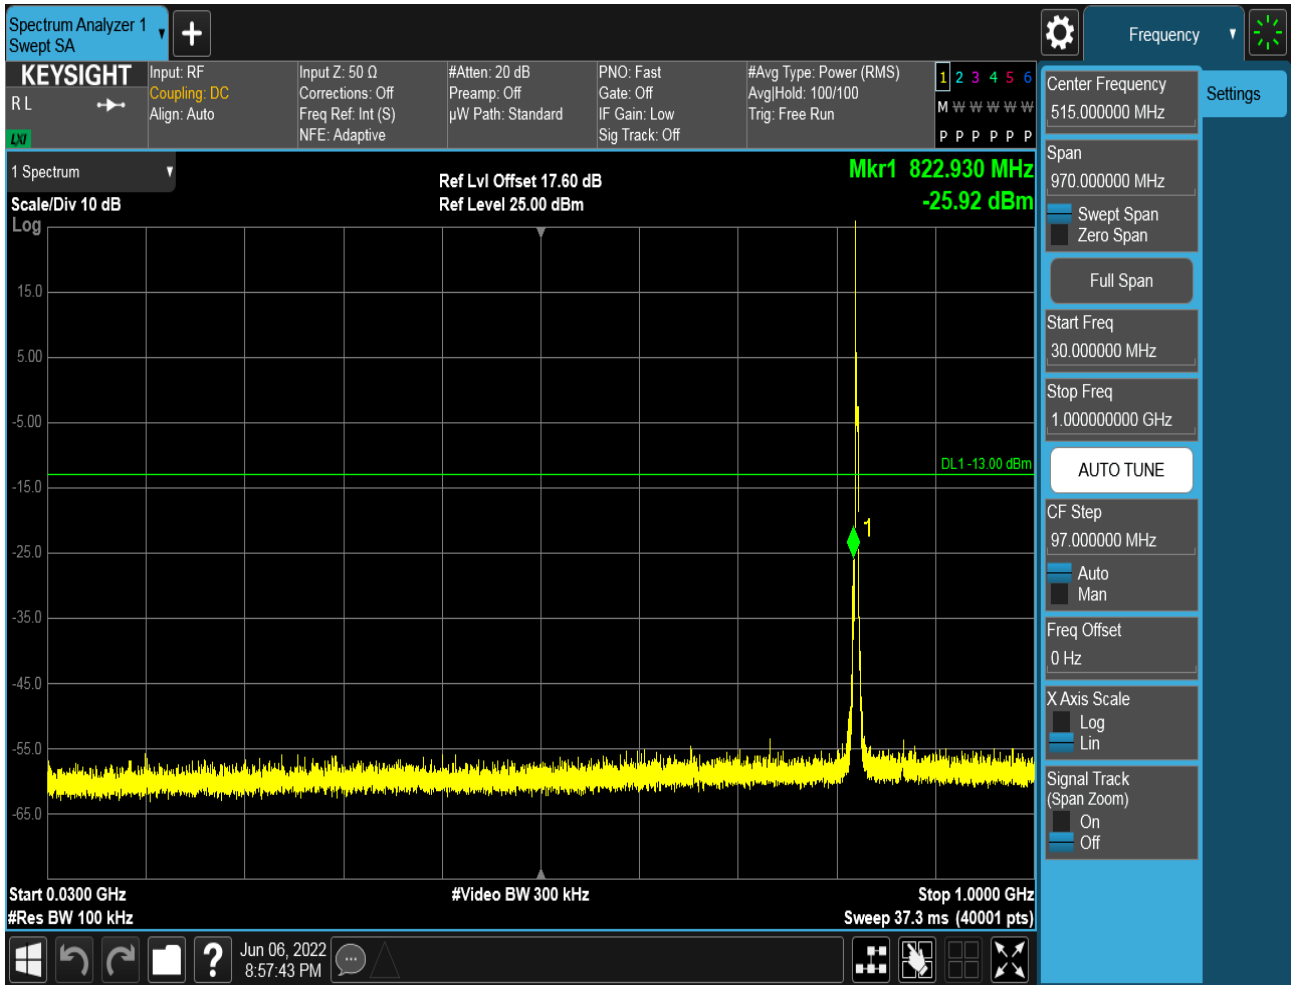 Spectrum Analyzer 1
Swept SA
Frequency
KEYSIGHT
R L
LXI
Input: RF
Coupling: DC
Align: Auto
Input Z: 50 Ω
Corrections: Off
Freq Ref: Int (S)
NFE: Adaptive
#Atten: 20 dB
Preamp: Off
µW Path: Standard
PNO: Fast
Gate: Off
IF Gain: Low
Sig Track: Off
#Avg Type: Power (RMS)
Avg|Hold: 100/100
Trig: Free Run
1 2 3 4 5 6
M W W W W W
P P P P P P
1 Spectrum
Scale/Div 10 dB
Log
Ref Lvl Offset 17.60 dB
Ref Level 25.00 dBm
Mkr1 822.930 MHz
-25.92 dBm
15.0
5.00
-5.00
-15.0
-25.0
-35.0
-45.0
-55.0
-65.0
DL1 -13.00 dBm
1
Start 0.0300 GHz
#Res BW 100 kHz
#Video BW 300 kHz
Stop 1.0000 GHz
Sweep 37.3 ms (40001 pts)
Jun 06, 2022
8:57:43 PM
Center Frequency
515.000000 MHz
Span
970.000000 MHz
Swept Span
Zero Span
Full Span
Start Freq
30.000000 MHz
Stop Freq
1.000000000 GHz
AUTO TUNE
CF Step
97.000000 MHz
Auto
Man
Freq Offset
0 Hz
X Axis Scale
Log
Lin
Signal Track
(Span Zoom)
On
Off
Settings